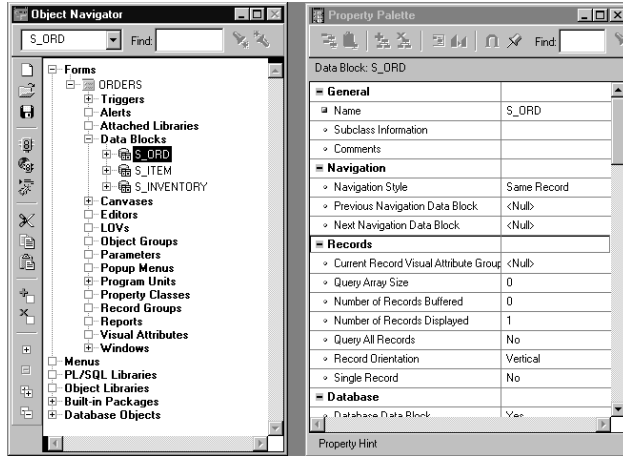 Object Navigator
S_ORD Find:
Forms
ORDERS
Triggers
Alerts
Attached Libraries
Data Blocks
S_ORD
S_ITEM
S_INVENTORY
Canvases
Editors
LOVs
Object Groups
Parameters
Popup Menus
Program Units
Property Classes
Record Groups
Reports
Visual Attributes
Windows
Menus
PL/SQL Libraries
Object Libraries
Built-in Packages
Database Objects
Property Palette
Find:
Data Block: S_ORD
General
Name S_ORD
Subclass Information
Comments
Navigation
Navigation Style Same Record
Previous Navigation Data Block <Null>
Next Navigation Data Block <Null>
Records
Current Record Visual Attribute Group <Null>
Query Array Size 0
Number of Records Buffered 0
Number of Records Displayed 1
Query All Records No
Record Orientation Vertical
Single Record No
Database
Database Data Block Yes
Property Hint